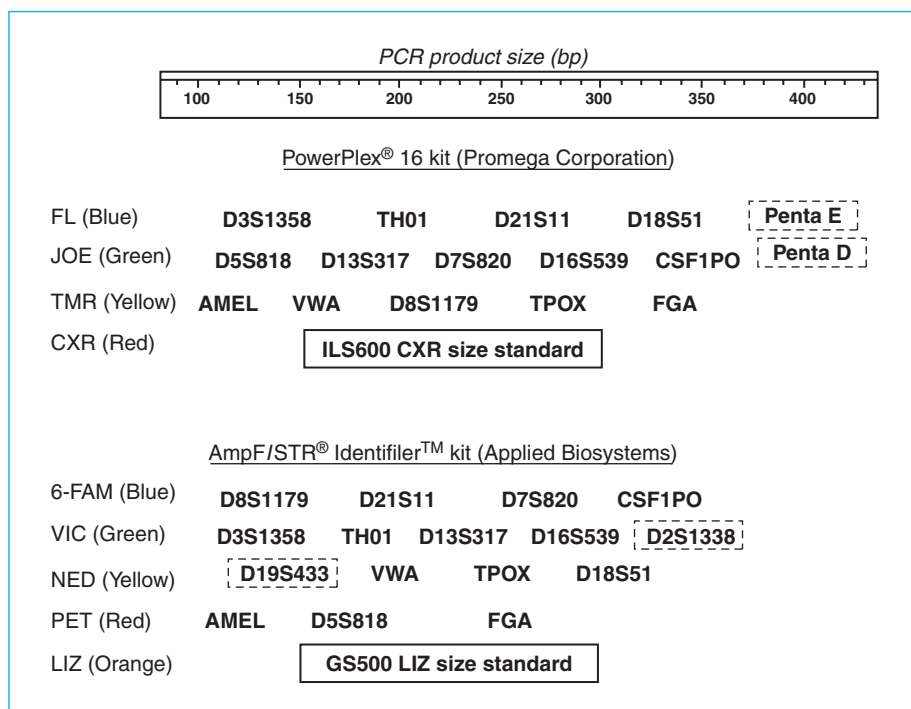 PCR product size (bp)
100 150 200 250 300 350 400
PowerPlex® 16 kit (Promega Corporation)
FL (Blue) D3S1358 TH01 D21S11 D18S51 Penta E
JOE (Green) D5S818 D13S317 D7S820 D16S539 CSF1PO Penta D
TMR (Yellow) AMEL VWA D8S1179 TPOX FGA
CXR (Red) ILS600 CXR size standard
AmpFlSTR® Identifiler™ kit (Applied Biosystems)
6-FAM (Blue) D8S1179 D21S11 D7S820 CSF1PO
VIC (Green) D3S1358 TH01 D13S317 D16S539 D2S1338
NED (Yellow) D19S433 VWA TPOX D18S51
PET (Red) AMEL D5S818 FGA
LIZ (Orange) GS500 LIZ size standard